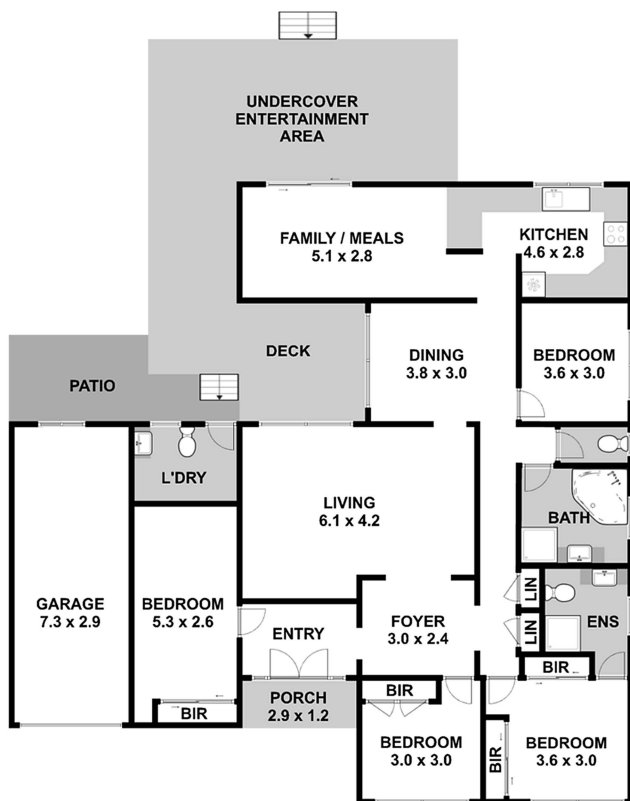 UNDERCOVER
ENTERTAINMENT
AREA
FAMILY / MEALS
5.1 x 2.8
KITCHEN
4.6 x 2.8
DECK
DINING
3.8 x 3.0
BEDROOM
3.6 x 3.0
PATIO
L'DRY
LIVING
6.1 x 4.2
BATH
GARAGE
7.3 x 2.9
BEDROOM
5.3 x 2.6
ENTRY
FOYER
3.0 x 2.4
LIN
LIN
ENS
BIR
PORCH
2.9 x 1.2
BIR
BIR
BEDROOM
3.0 x 3.0
BIR
BEDROOM
3.6 x 3.0